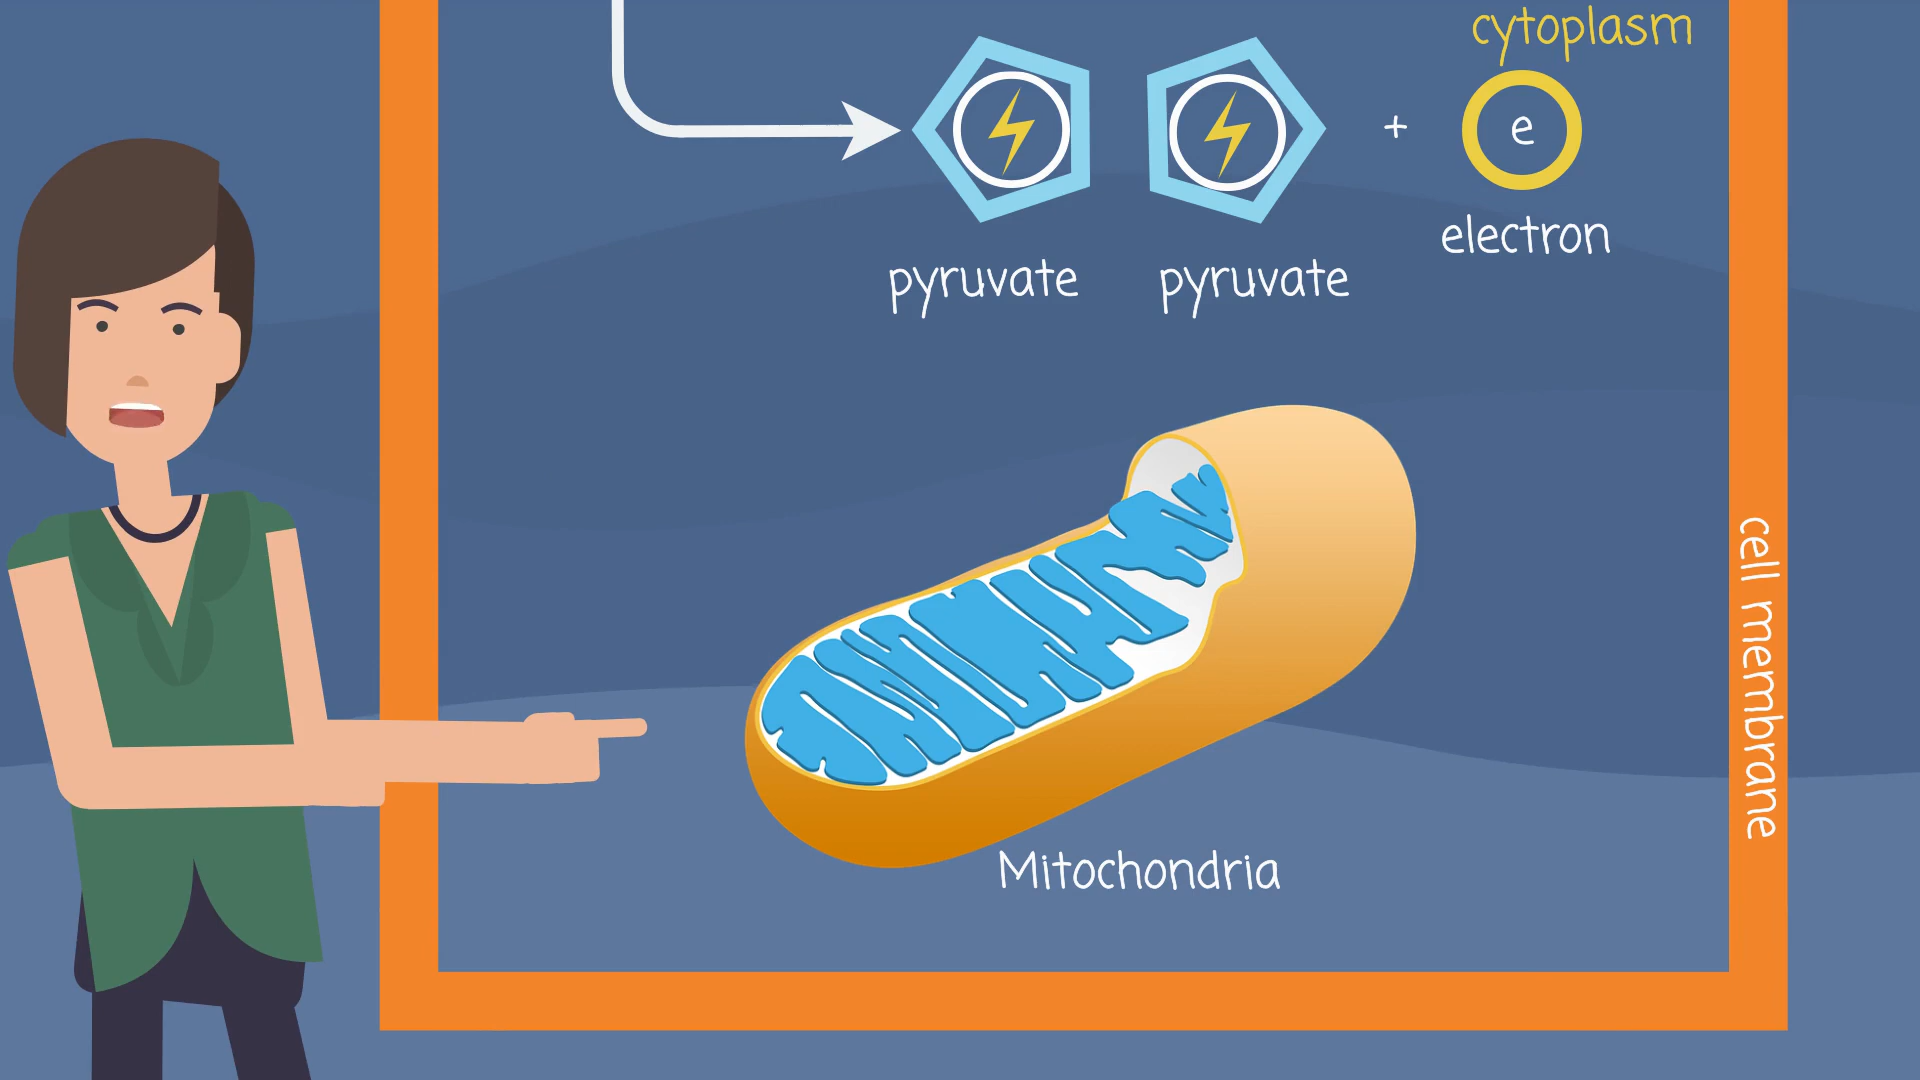 cytoplasm
+
e
electron
pyruvate
pyruvate
cell membrane
Mitochondria